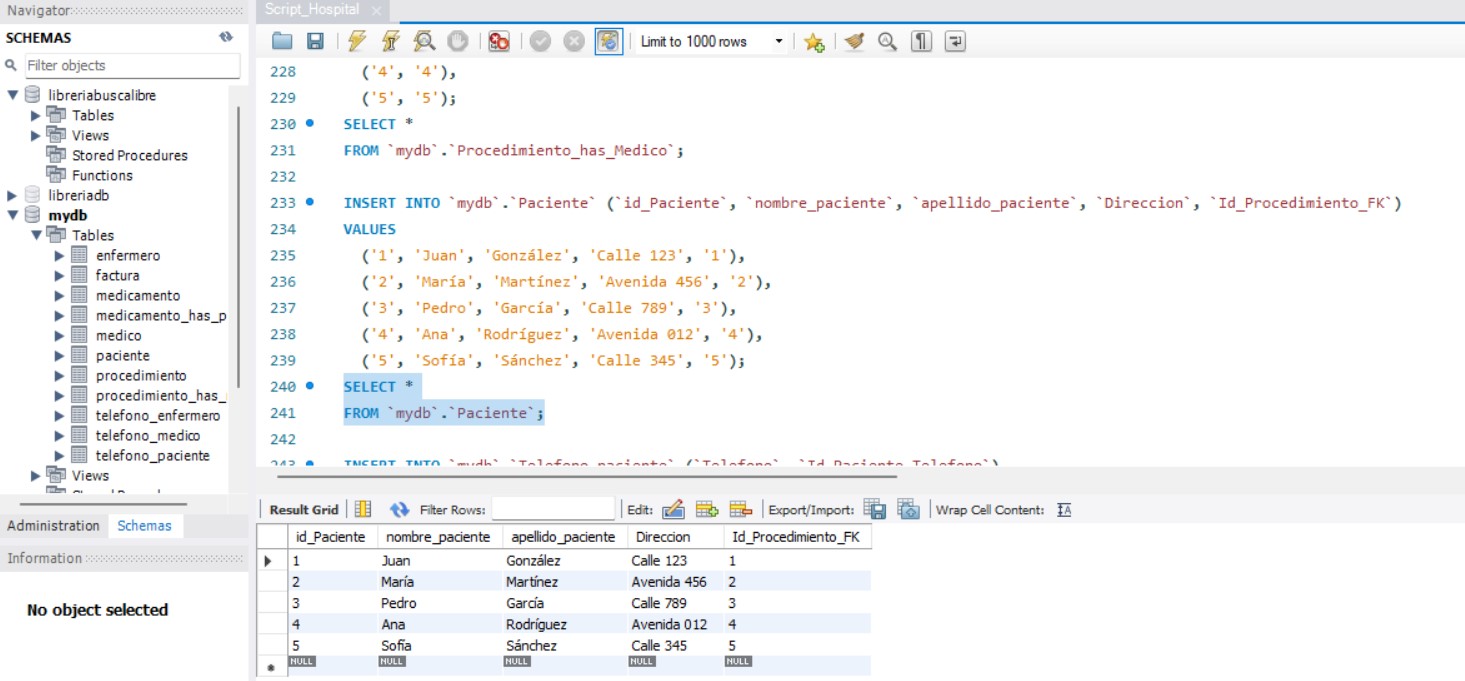 Navigator
SCHEMAS
Filter objects
libreriabuscalibre
Tables
Views
Stored Procedures
Functions
libreriadb
mydb
Tables
enfermero
factura
medicamento
medicamento_has_p
medico
paciente
procedimiento
procedimiento_has_
telefono_enfermero
telefono_medico
telefono_paciente
Views
Administration Schemas
Information
No object selected
Script_Hospital
Limit to 1000 rows
228 ('4', '4'),
229 ('5', '5');
230 SELECT *
231 FROM `mydb`.`Procedimiento_has_Medico`;
232
233 INSERT INTO `mydb`.`Paciente` (`id_Paciente`, `nombre_paciente`, `apellido_paciente`, `Direccion`, `Id_Procedimiento_FK`)
234 VALUES
235 ('1', 'Juan', 'González', 'Calle 123', '1'),
236 ('2', 'María', 'Martínez', 'Avenida 456', '2'),
237 ('3', 'Pedro', 'García', 'Calle 789', '3'),
238 ('4', 'Ana', 'Rodríguez', 'Avenida 012', '4'),
239 ('5', 'Sofía', 'Sánchez', 'Calle 345', '5');
240 SELECT *
241 FROM `mydb`.`Paciente`;
242
243 INSERT INTO `mydb`.`Telefono_paciente` (`Telefono`, `Id_Paciente_Telefono`)
Result Grid Filter Rows: Edit: Export/Import: Wrap Cell Content:
id_Paciente nombre_paciente apellido_paciente Direccion Id_Procedimiento_FK
1 Juan González Calle 123 1
2 María Martínez Avenida 456 2
3 Pedro García Calle 789 3
4 Ana Rodríguez Avenida 012 4
5 Sofía Sánchez Calle 345 5
NULL NULL NULL NULL NULL